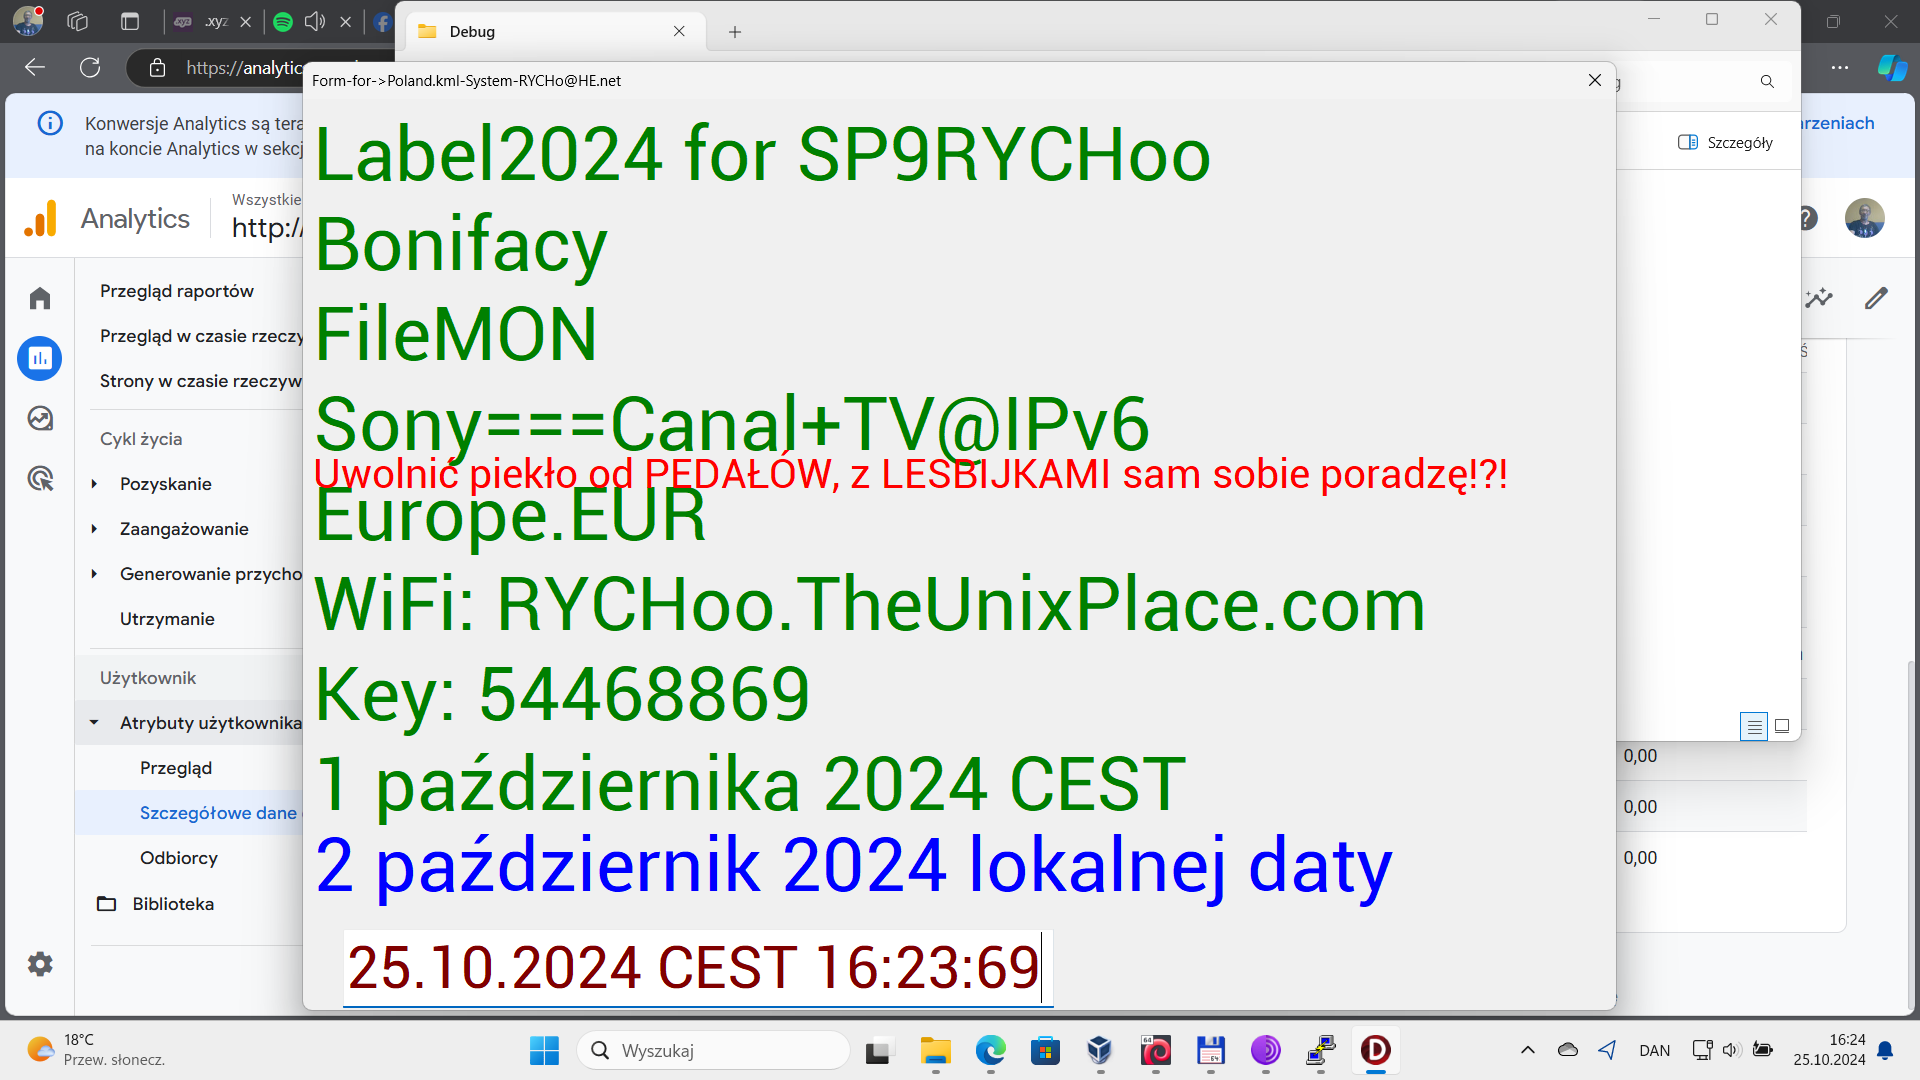 .xyz
Debug
https://analytic
Form-for->Poland.kml-System-RYCHo@HE.net
Konwersje Analytics są tera
na koncie Analytics w sekcj
rzeniach
Szczegóły
Analytics
Wszystkie
http:/
Label2024 for SP9RYCHoo
Bonifacy
FileMON
Sony===Canal+TV@IPv6
Uwolnić piekło od PEDAŁÓW, z LESBIJKAMI sam sobie poradzę!?!
Europe.EUR
WiFi: RYCHoo.TheUnixPlace.com
Key: 54468869
1 października 2024 CEST
2 październik 2024 lokalnej daty
25.10.2024 CEST 16:23:69
Przegląd raportów
Przegląd w czasie rzeczy
Strony w czasie rzeczyw
Cykl życia
Pozyskanie
Zaangażowanie
Generowanie przycho
Utrzymanie
Użytkownik
Atrybuty użytkownika
Przegląd
Szczegółowe dane
Odbiorcy
Biblioteka
0,00
0,00
0,00
18°C
Przew. słonecz.
Wyszukaj
64
64
DAN
16:24
25.10.2024